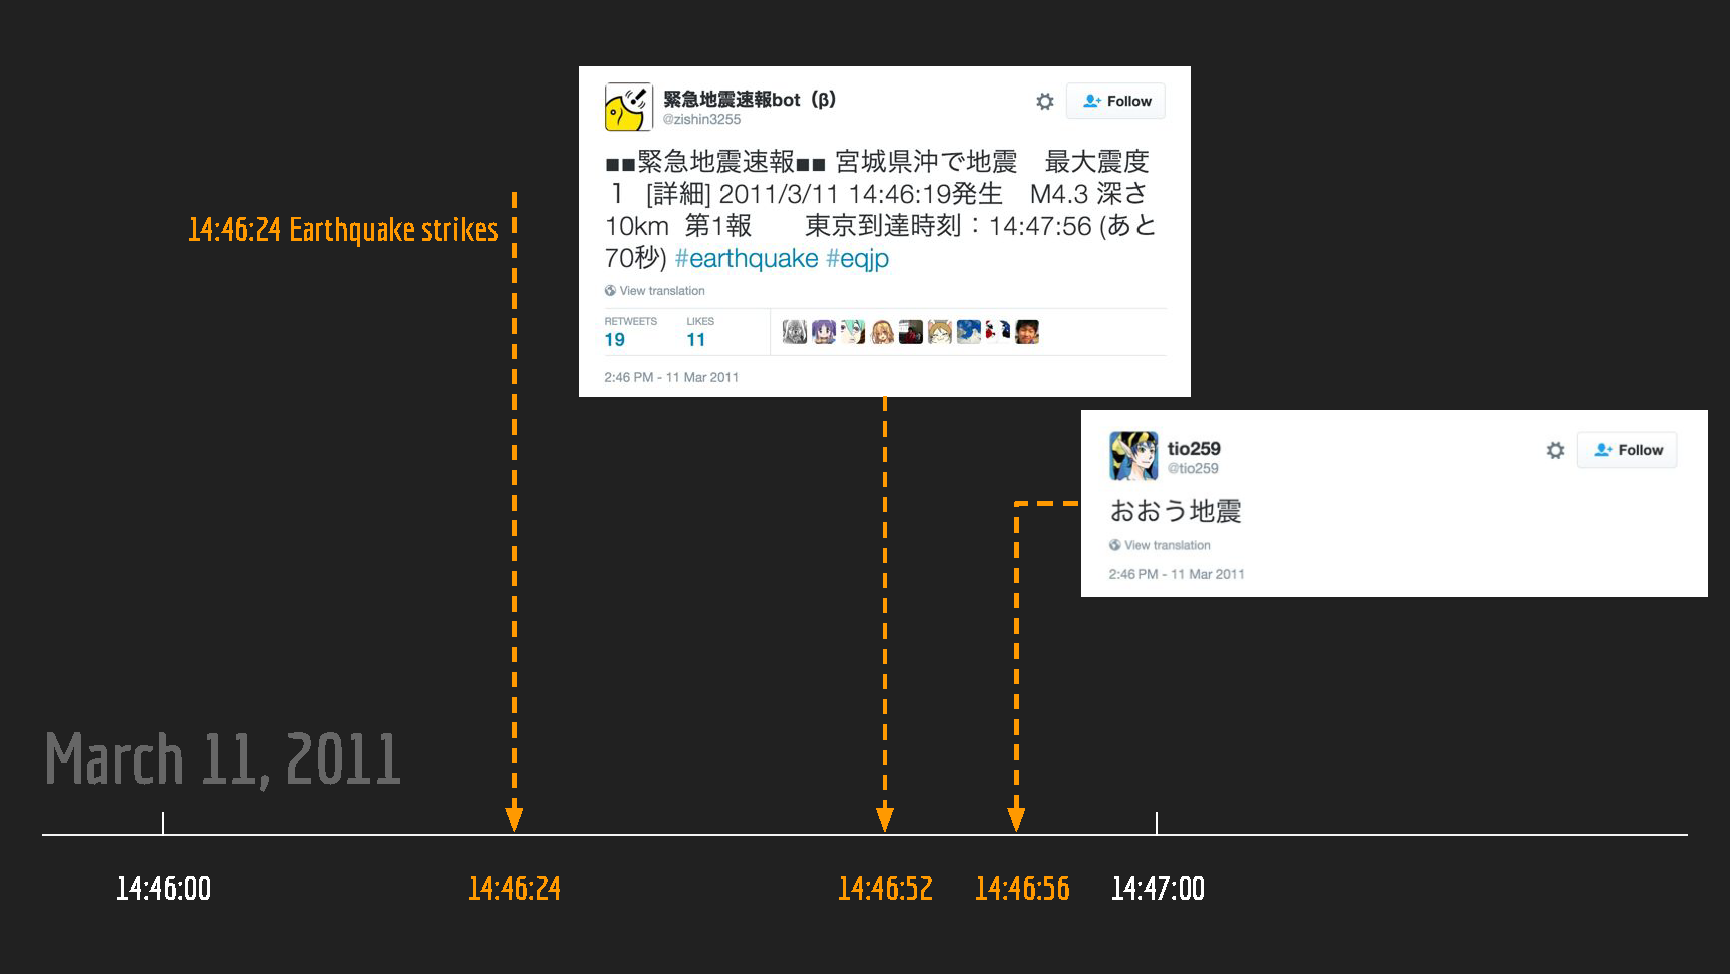 緊急地震速報bot（β）
@zishin3255
Follow
■■緊急地震速報■■ 宮城県沖で地震　最大震度
１ [詳細] 2011/3/11 14:46:19発生　M4.3 深さ
10km 第1報　　東京到達時刻：14:47:56 (あと
70秒) #earthquake #eqjp
View translation
RETWEETS LIKES
19 11
2:46 PM - 11 Mar 2011
14:46:24 Earthquake strikes
tio259
@tio259
Follow
おおう地震
View translation
2:46 PM - 11 Mar 2011
March 11, 2011
14:46:00 14:46:24 14:46:52 14:46:56 14:47:00